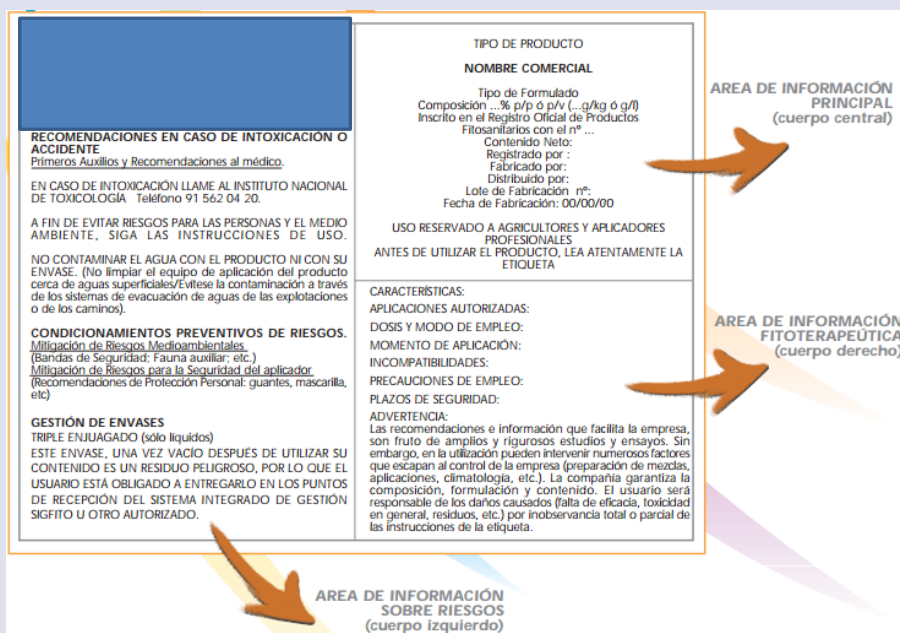 RECOMENDACIONES EN CASO DE INTOXICACIÓN O
ACCIDENTE
Primeros Auxilios y Recomendaciones al médico.
EN CASO DE INTOXICACIÓN LLAME AL INSTITUTO NACIONAL
DE TOXICOLOGÍA Teléfono 91 562 04 20.
A FIN DE EVITAR RIESGOS PARA LAS PERSONAS Y EL MEDIO
AMBIENTE, SIGA LAS INSTRUCCIONES DE USO.
NO CONTAMINAR EL AGUA CON EL PRODUCTO NI CON SU
ENVASE. (No limpiar el equipo de aplicación del producto
cerca de aguas superficiales/Evítese la contaminación a través
de los sistemas de evacuación de aguas de las explotaciones
o de los caminos).
CONDICIONAMIENTOS PREVENTIVOS DE RIESGOS.
Mitigación de Riesgos Medioambientales
(Bandas de Seguridad; Fauna auxiliar; etc.)
Mitigación de Riesgos para la Seguridad del aplicador
(Recomendaciones de Protección Personal: guantes, mascarilla,
etc)
GESTIÓN DE ENVASES
TRIPLE ENJUAGADO (sólo líquidos)
ESTE ENVASE, UNA VEZ VACÍO DESPUÉS DE UTILIZAR SU
CONTENIDO ES UN RESIDUO PELIGROSO, POR LO QUE EL
USUARIO ESTÁ OBLIGADO A ENTREGARLO EN LOS PUNTOS
DE RECEPCIÓN DEL SISTEMA INTEGRADO DE GESTIÓN
SIGFITO U OTRO AUTORIZADO.
TIPO DE PRODUCTO
NOMBRE COMERCIAL
Tipo de Formulado
Composición ...% p/p ó p/v (...g/kg ó g/l)
Inscrito en el Registro Oficial de Productos
Fitosanitarios con el nº ...
Contenido Neto:
Registrado por :
Fabricado por:
Distribuido por:
Lote de Fabricación nº:
Fecha de Fabricación: 00/00/00
USO RESERVADO A AGRICULTORES Y APLICADORES
PROFESIONALES
ANTES DE UTILIZAR EL PRODUCTO, LEA ATENTAMENTE LA
ETIQUETA
CARACTERÍSTICAS:
APLICACIONES AUTORIZADAS:
DOSIS Y MODO DE EMPLEO:
MOMENTO DE APLICACIÓN:
INCOMPATIBILIDADES:
PRECAUCIONES DE EMPLEO:
PLAZOS DE SEGURIDAD:
ADVERTENCIA:
Las recomendaciones e información que facilita la empresa,
son fruto de amplios y rigurosos estudios y ensayos. Sin
embargo, en la utilización pueden intervenir numerosos factores
que escapan al control de la empresa (preparación de mezclas,
aplicaciones, climatología, etc.). La compañía garantiza la
composición, formulación y contenido. El usuario será
responsable de los daños causados (falta de eficacia, toxicidad
en general, residuos, etc.) por inobservancia total o parcial de
las instrucciones de la etiqueta.
AREA DE INFORMACIÓN
PRINCIPAL
(cuerpo central)
AREA DE INFORMACIÓN
FITOTERAPEÚTICA
(cuerpo derecho)
AREA DE INFORMACIÓN
SOBRE RIESGOS
(cuerpo izquierdo)